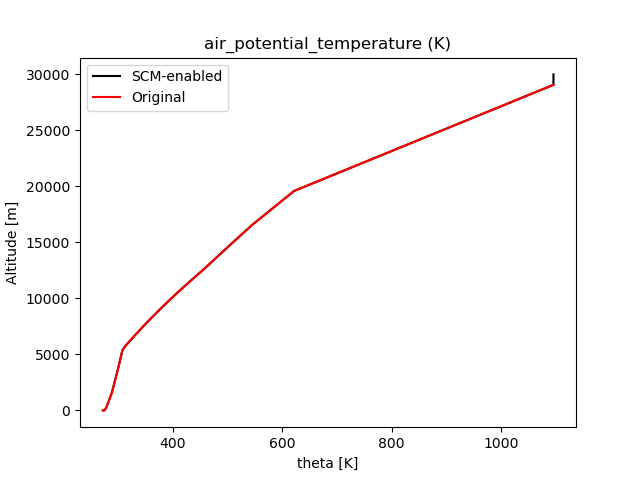 air_potential_temperature (K)
SCM-enabled
Original
Altitude [m]
30000
25000
20000
15000
10000
5000
0
400
600
800
1000
theta [K]